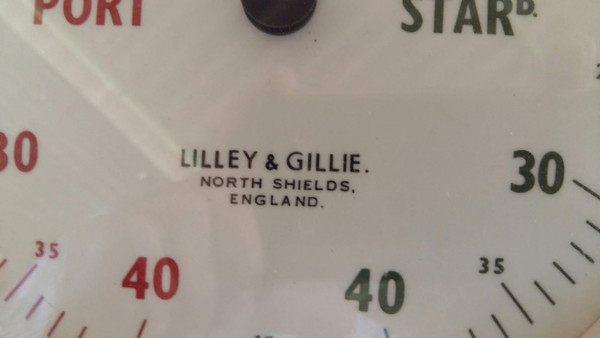 PORT STARD.
LILLEY & GILLIE.
30 NORTH SHIELDS, 30
ENGLAND.
35 40 40 35